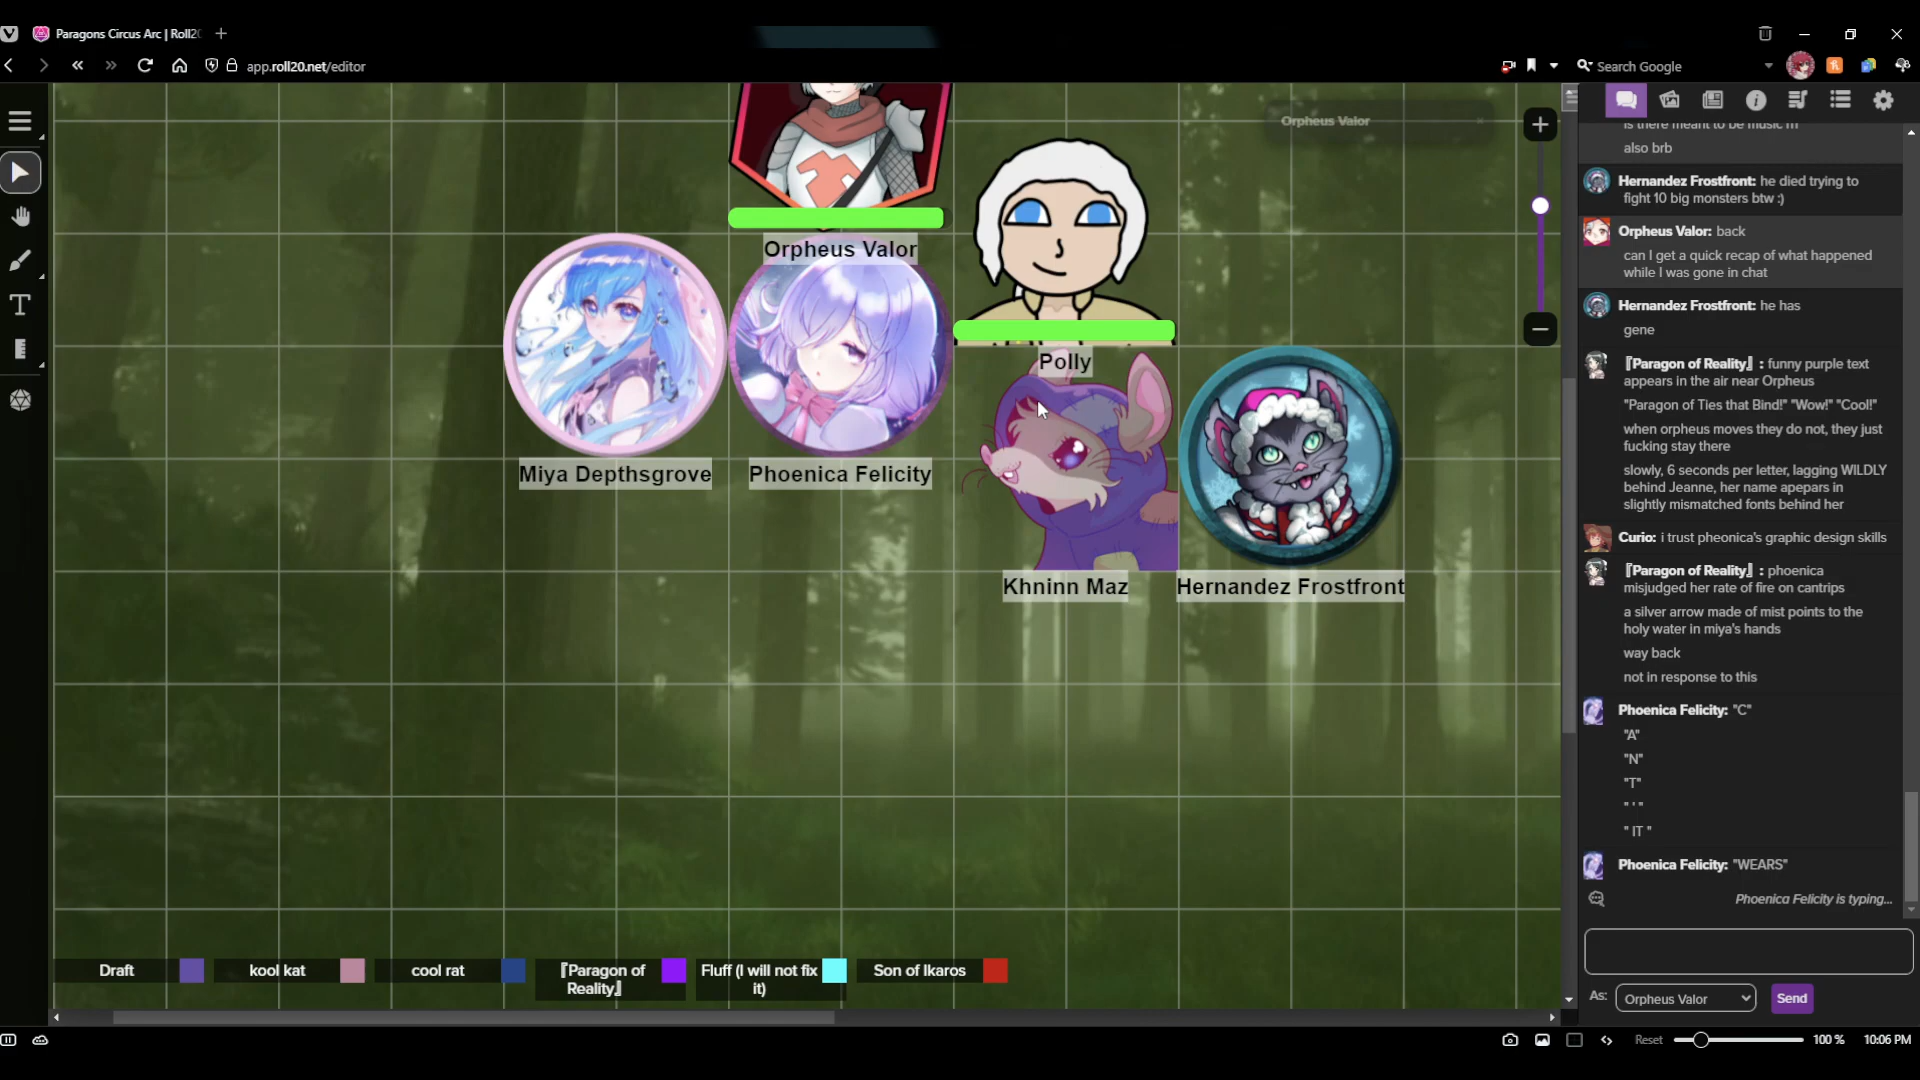 Paragons Circus Arc | Roll20
app.roll20.net/editor
Search Google
Orpheus Valor
Orpheus Valor
Polly
Miya Depthsgrove
Phoenica Felicity
Khninn Maz
Hernandez Frostfront
is there meant to be music rn
also brb
Hernandez Frostfront: he died trying to
fight 10 big monsters btw :)
Orpheus Valor: back
can I get a quick recap of what happened
while I was gone in chat
Hernandez Frostfront: he has
gene
『Paragon of Reality』 : funny purple text
appears in the air near Orpheus
"Paragon of Ties that Bind!" "Wow!" "Cool!"
when orpheus moves they do not, they just
fucking stay there
slowly, 6 seconds per letter, lagging WILDLY
behind Jeanne, her name apepars in
slightly mismatched fonts behind her
Curio: i trust pheonica's graphic design skills
『Paragon of Reality』 : phoenica
misjudged her rate of fire on cantrips
a silver arrow made of mist points to the
holy water in miya's hands
way back
not in response to this
Phoenica Felicity: "C"
"A"
"N"
"T"
" ' "
" IT "
Phoenica Felicity: "WEARS"
Phoenica Felicity is typing...
Draft
kool kat
cool rat
『Paragon of
Reality』
Fluff (I will not fix
it)
Son of Ikaros
As:
Orpheus Valor
Send
Reset
100 %
10:06 PM